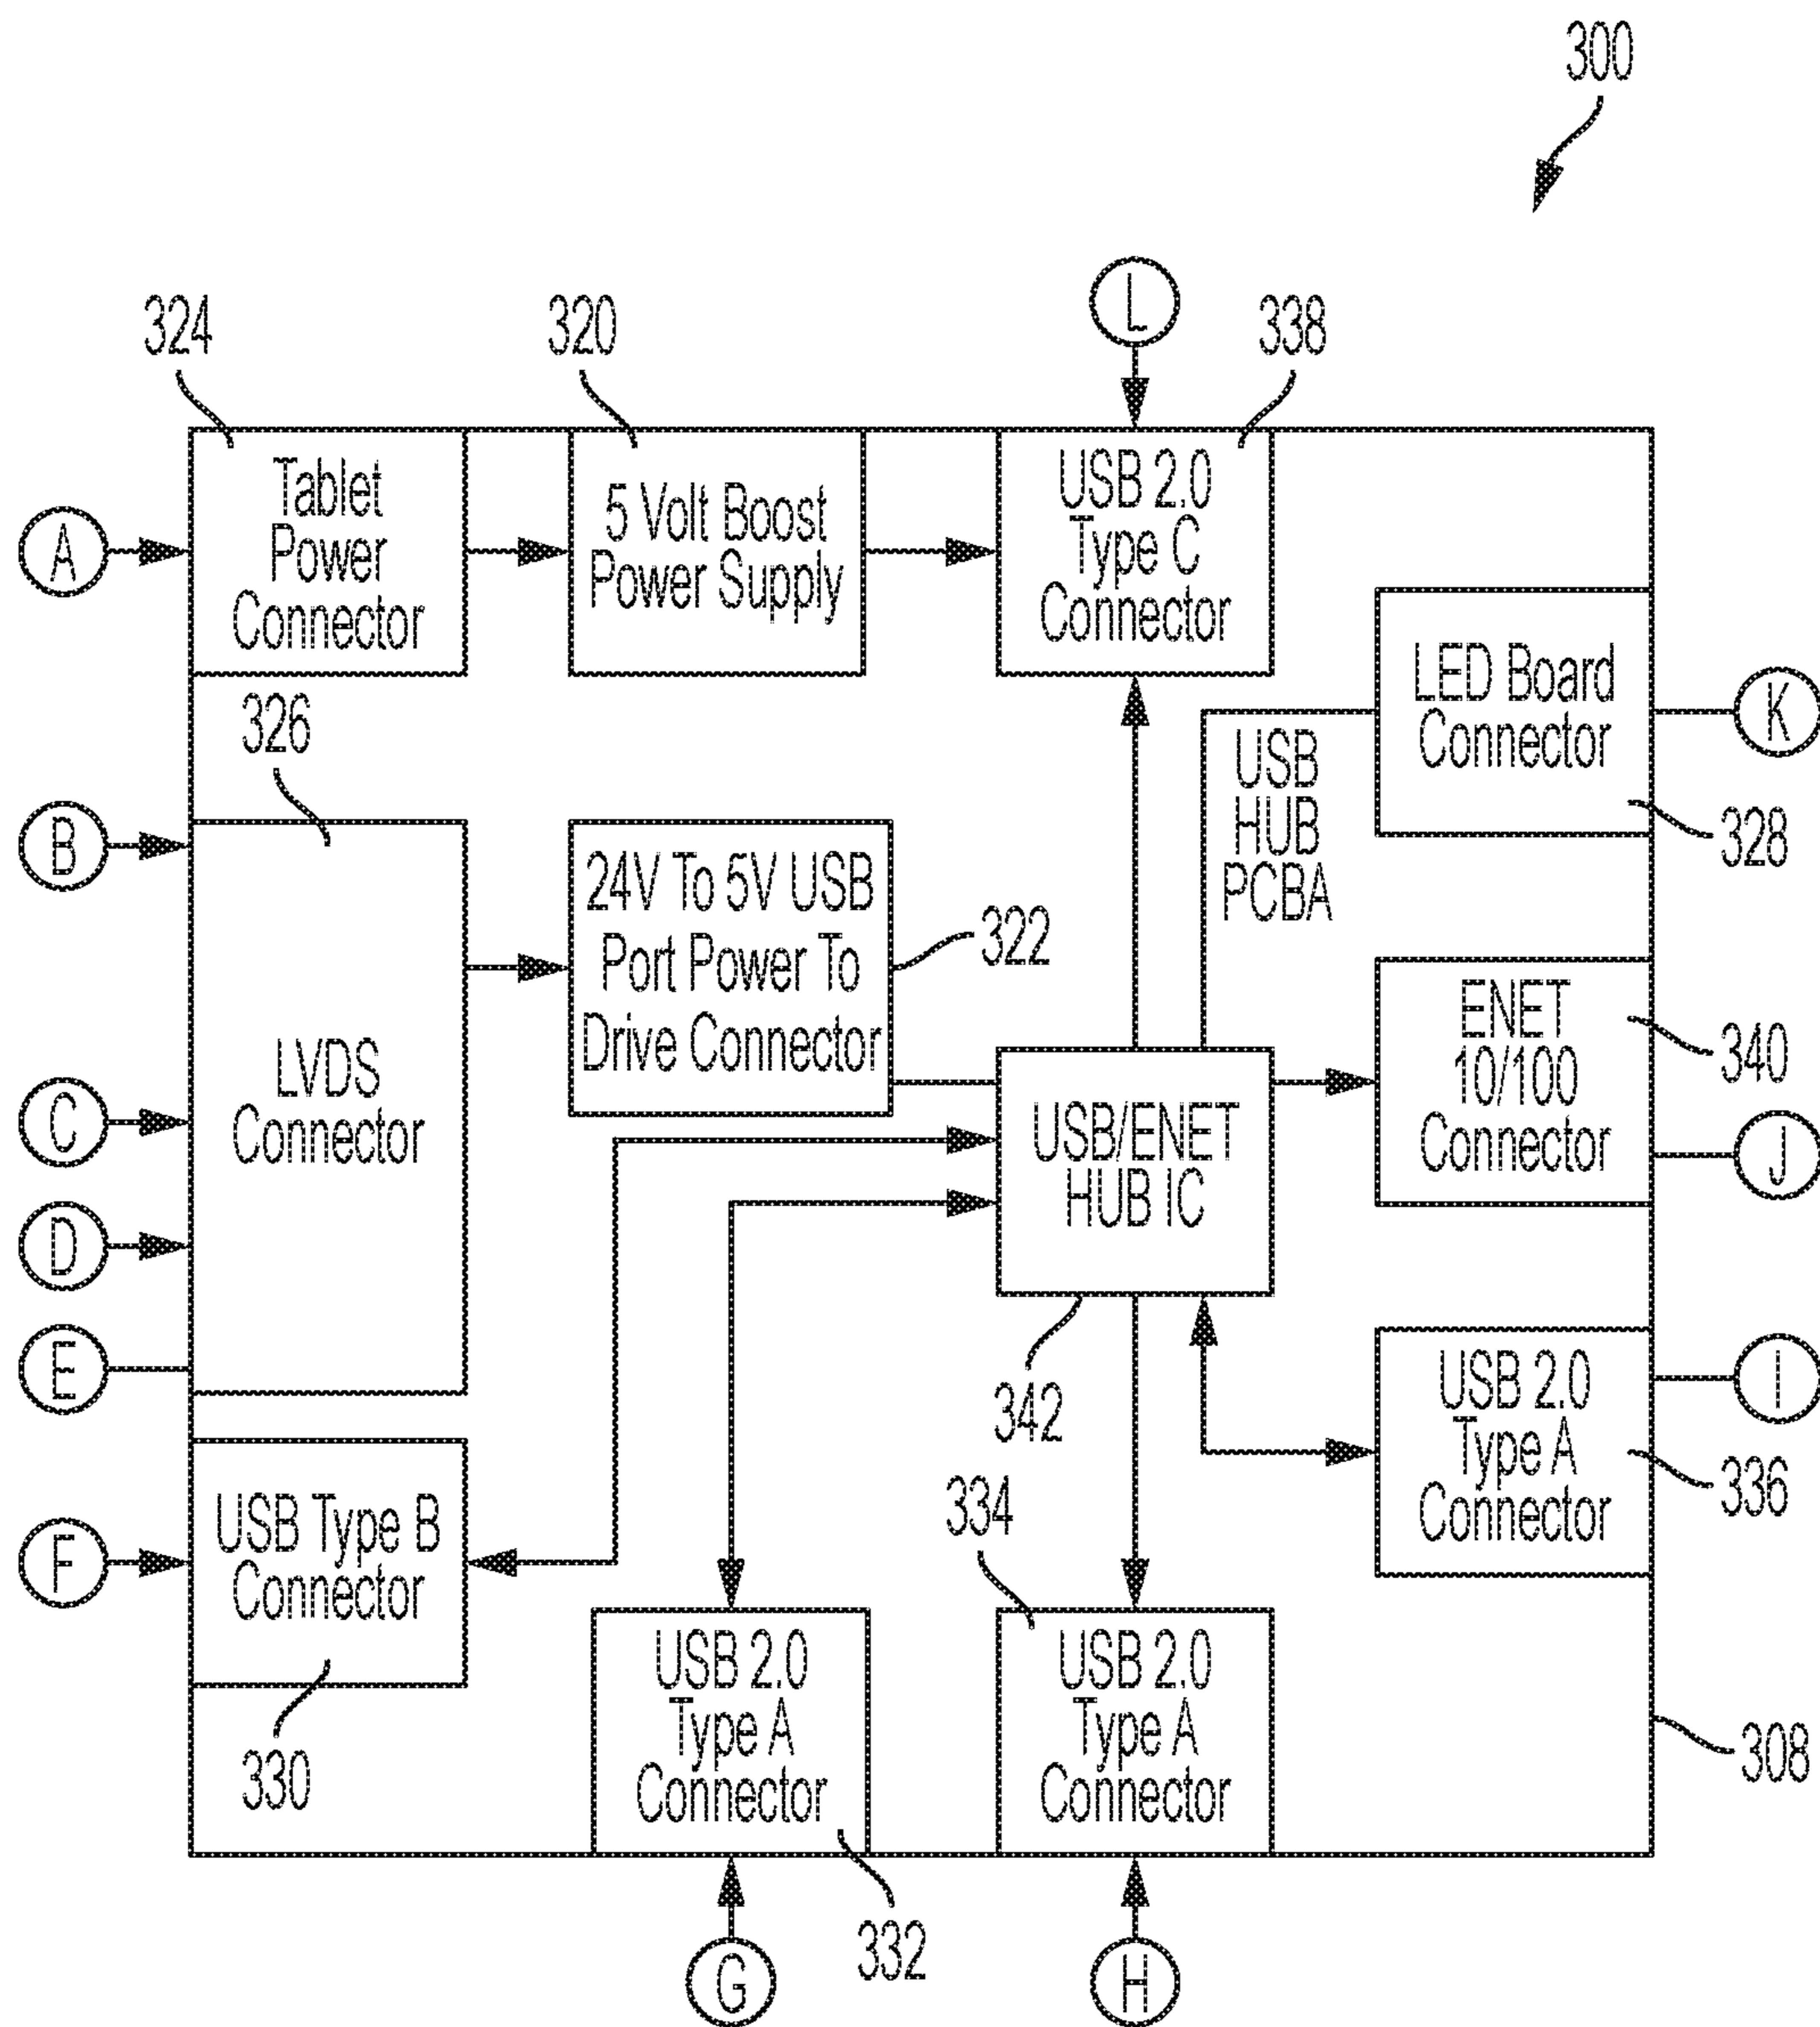 300
L
324
320
338
A
Tablet
Power
Connector
5 Volt Boost
Power Supply
USB 2.0
Type C
Connector
326
LED Board
Connector
K
USB
HUB
PCBA
328
B
24V To 5V USB
Port Power To
Drive Connector
322
LVDS
Connector
ENET
10/100
Connector
340
C
USB/ENET
HUB IC
J
D
E
342
USB 2.0
Type A
Connector
I
336
334
F
USB Type B
Connector
330
USB 2.0
Type A
Connector
USB 2.0
Type A
Connector
308
332
G
H